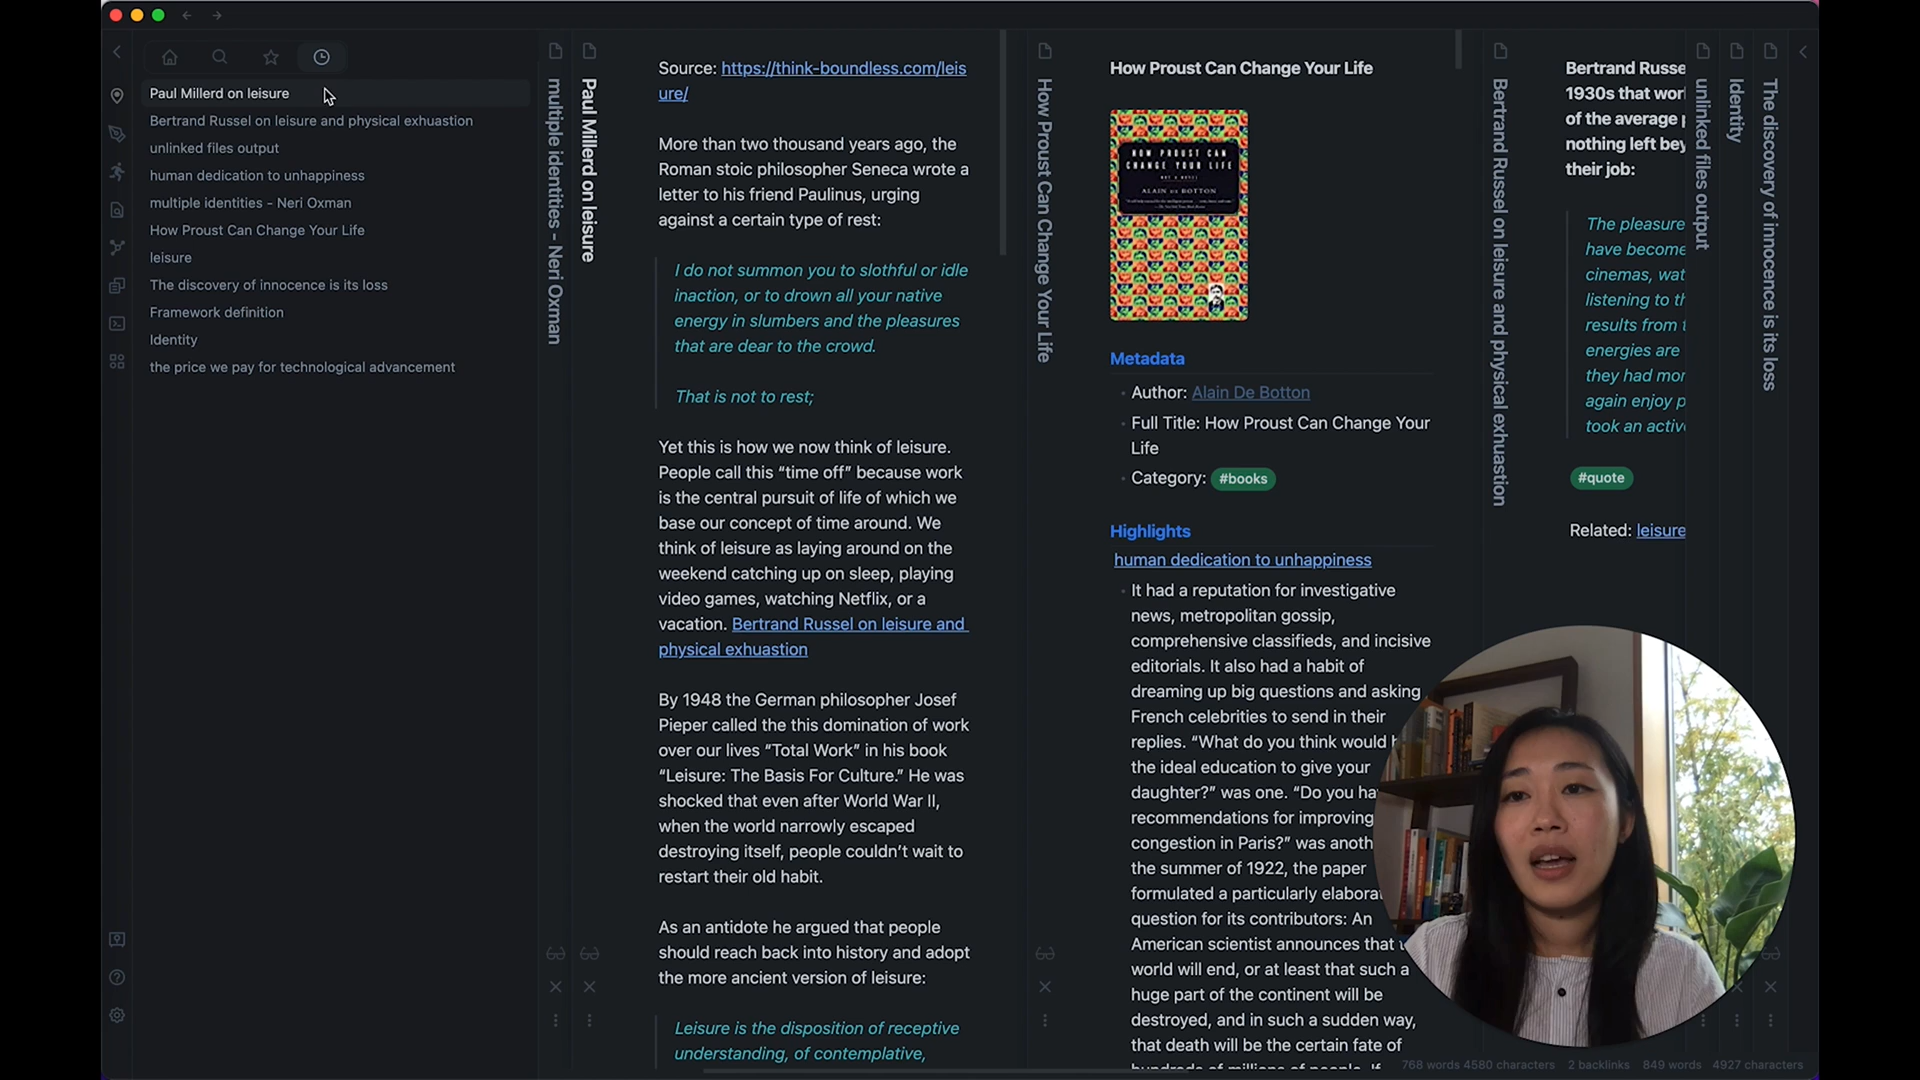 Paul Millerd on leisure
Bertrand Russel on leisure and physical exhuastion
unlinked files output
human dedication to unhappiness
multiple identities - Neri Oxman
How Proust Can Change Your Life
leisure
The discovery of innocence is its loss
Framework definition
Identity
the price we pay for technological advancement
multiple identities - Neri Oxman
Paul Millerd on leisure
Source: https://think-boundless.com/leis
ure/
More than two thousand years ago, the
Roman stoic philosopher Seneca wrote a
letter to his friend Paulinus, urging
against a certain type of rest:
I do not summon you to slothful or idle
inaction, or to drown all your native
energy in slumbers and the pleasures
that are dear to the crowd.
That is not to rest;
Yet this is how we now think of leisure.
People call this “time off” because work
is the central pursuit of life of which we
base our concept of time around. We
think of leisure as laying around on the
weekend catching up on sleep, playing
video games, watching Netflix, or a
vacation. Bertrand Russel on leisure and
physical exhuastion
By 1948 the German philosopher Josef
Pieper called the this domination of work
over our lives “Total Work” in his book
“Leisure: The Basis For Culture.” He was
shocked that even after World War II,
when the world narrowly escaped
destroying itself, people couldn’t wait to
restart their old habit.
As an antidote he argued that people
should reach back into history and adopt
the more ancient version of leisure:
Leisure is the disposition of receptive
understanding, of contemplative,
How Proust Can Change Your Life
How Proust Can Change Your Life
HOW PROUST CAN
CHANGE YOUR LIFE
NOT A NOVEL
ALAIN DE BOTTON
Metadata
Author: Alain De Botton
Full Title: How Proust Can Change Your
Life
Category: #books
Highlights
human dedication to unhappiness
It had a reputation for investigative
news, metropolitan gossip,
comprehensive classifieds, and incisive
editorials. It also had a habit of
dreaming up big questions and asking
French celebrities to send in their
replies. “What do you think would
the ideal education to give your
daughter?” was one. “Do you
recommendations for improving
congestion in Paris?” was
the summer of 1922, the paper
formulated a particularly
question for its contributors: An
American scientist announces that
world will end, or at least that such a
huge part of the continent will be
destroyed, and in such a sudden way,
that death will be the certain fate of
hundreds of millions of people. If
Bertrand Russel on leisure and physical exhuastion
Bertrand Russe
1930s that wor
of the average
nothing left bey
their job:
The pleasure
have become
cinemas, wat
listening to th
results from
energies are
they had mor
again enjoy p
took an activ
#quote
Related: leisure
unlinked files output
Identity
The discovery of innocence is its loss
768 words 4580 characters 2 backlinks 849 words 4927 characters